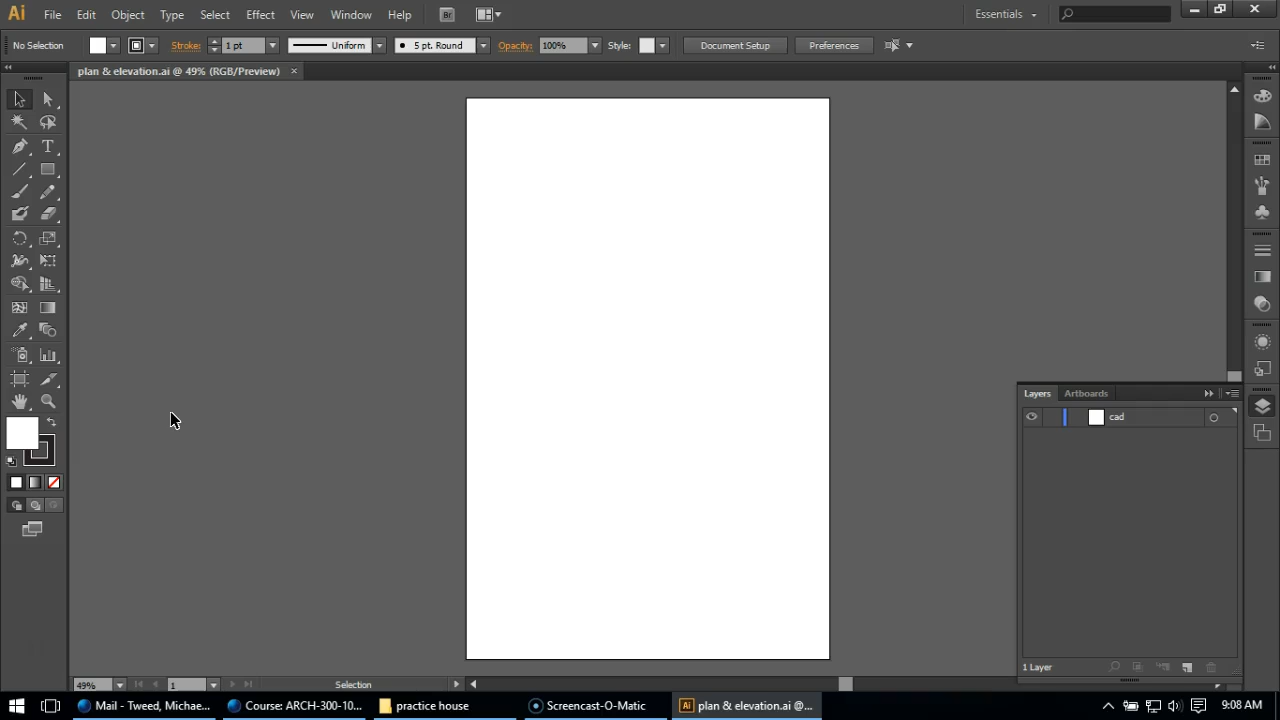 Ai File Edit Object Type Select Effect View Window Help Br Essentials
No Selection Stroke: 1 pt Uniform 5 pt. Round Opacity: 100% Style: Document Setup Preferences
plan & elevation.ai @ 49% (RGB/Preview) ×
T
Layers Artboards
cad
1 Layer
49% 1 Selection
Mail - Tweed, Michae... Course: ARCH-300-10... practice house Screencast-O-Matic Ai plan & elevation.ai @... 9:08 AM